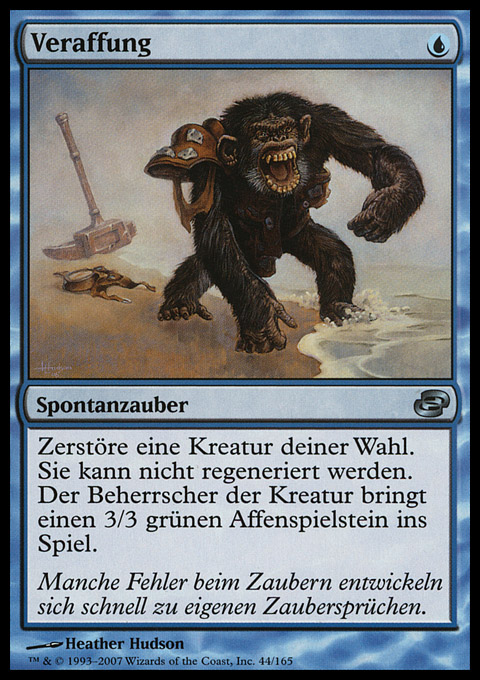 Veraffung
Spontanzauber
Zerstöre eine Kreatur deiner Wahl.
Sie kann nicht regeneriert werden.
Der Beherrscher der Kreatur bringt
einen 3/3 grünen Affenspielstein ins
Spiel.
Manche Fehler beim Zaubern entwickeln
sich schnell zu eigenen Zaubersprüchen.
Heather Hudson
™ & © 1993–2007 Wizards of the Coast, Inc. 44/165